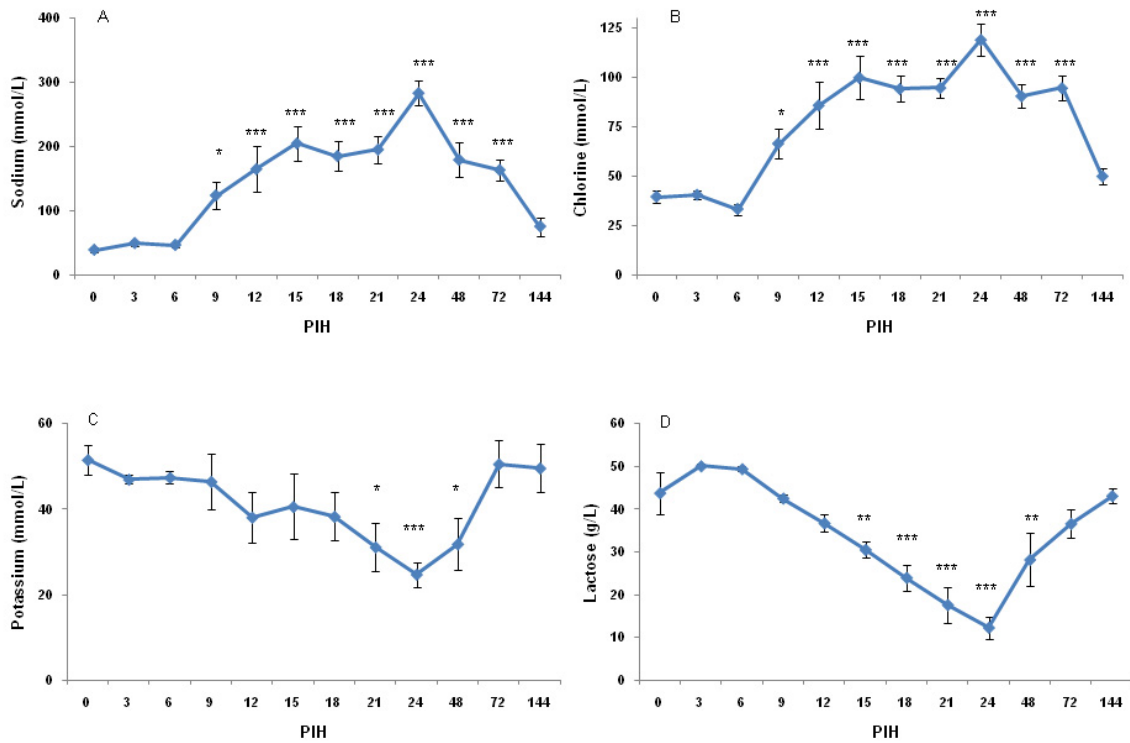 A
Sodium (mmol/L)
400
300
200
100
0
* *** *** *** *** *** *** ***
0 3 6 9 12 15 18 21 24 48 72 144
PIH
B
Chlorine (mmol/L)
125
100
75
50
25
0
* *** *** *** *** *** *** ***
0 3 6 9 12 15 18 21 24 48 72 144
PIH
C
Potassium (mmol/L)
60
40
20
0
* *** *
0 3 6 9 12 15 18 21 24 48 72 144
PIH
D
Lactose (g/L)
60
50
40
30
20
10
0
** *** *** *** **
0 3 6 9 12 15 18 21 24 48 72 144
PIH